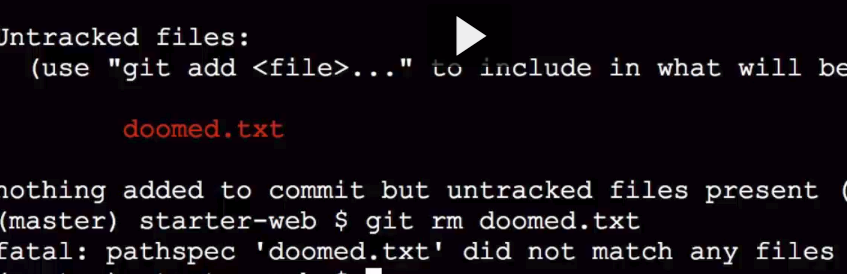 Untracked files:
(use "git add <file>..." to include in what will be
doomed.txt
nothing added to commit but untracked files present (
(master) starter-web $ git rm doomed.txt
fatal: pathspec 'doomed.txt' did not match any files